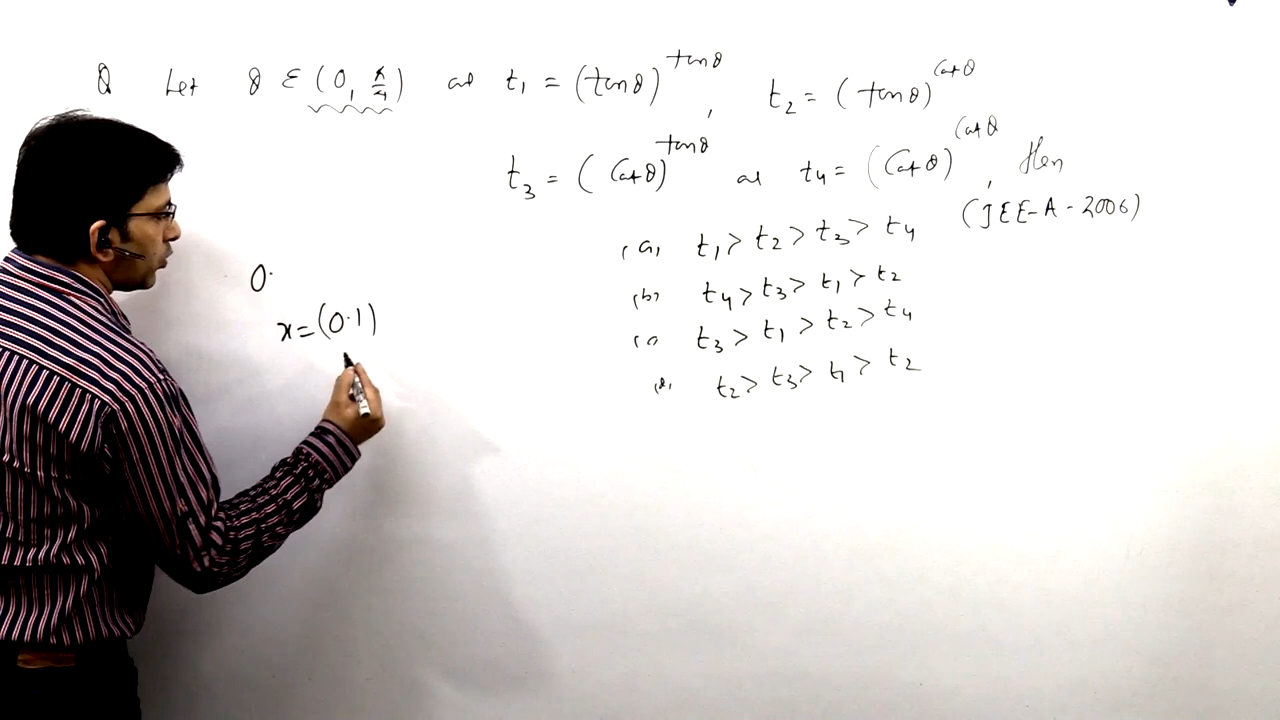 Q Let θ ∈ (0, π/4) and t₁ = (tanθ)^tanθ, t₂ = (tanθ)^cotθ
t₃ = (cotθ)^tanθ and t₄ = (cotθ)^cotθ, then
(JEE-A-2006)
(a) t₁ > t₂ > t₃ > t₄
(b) t₄ > t₃ > t₁ > t₂
(c) t₃ > t₁ > t₂ > t₄
(d) t₂ > t₃ > t₁ > t₂
0.
x = (0.1)